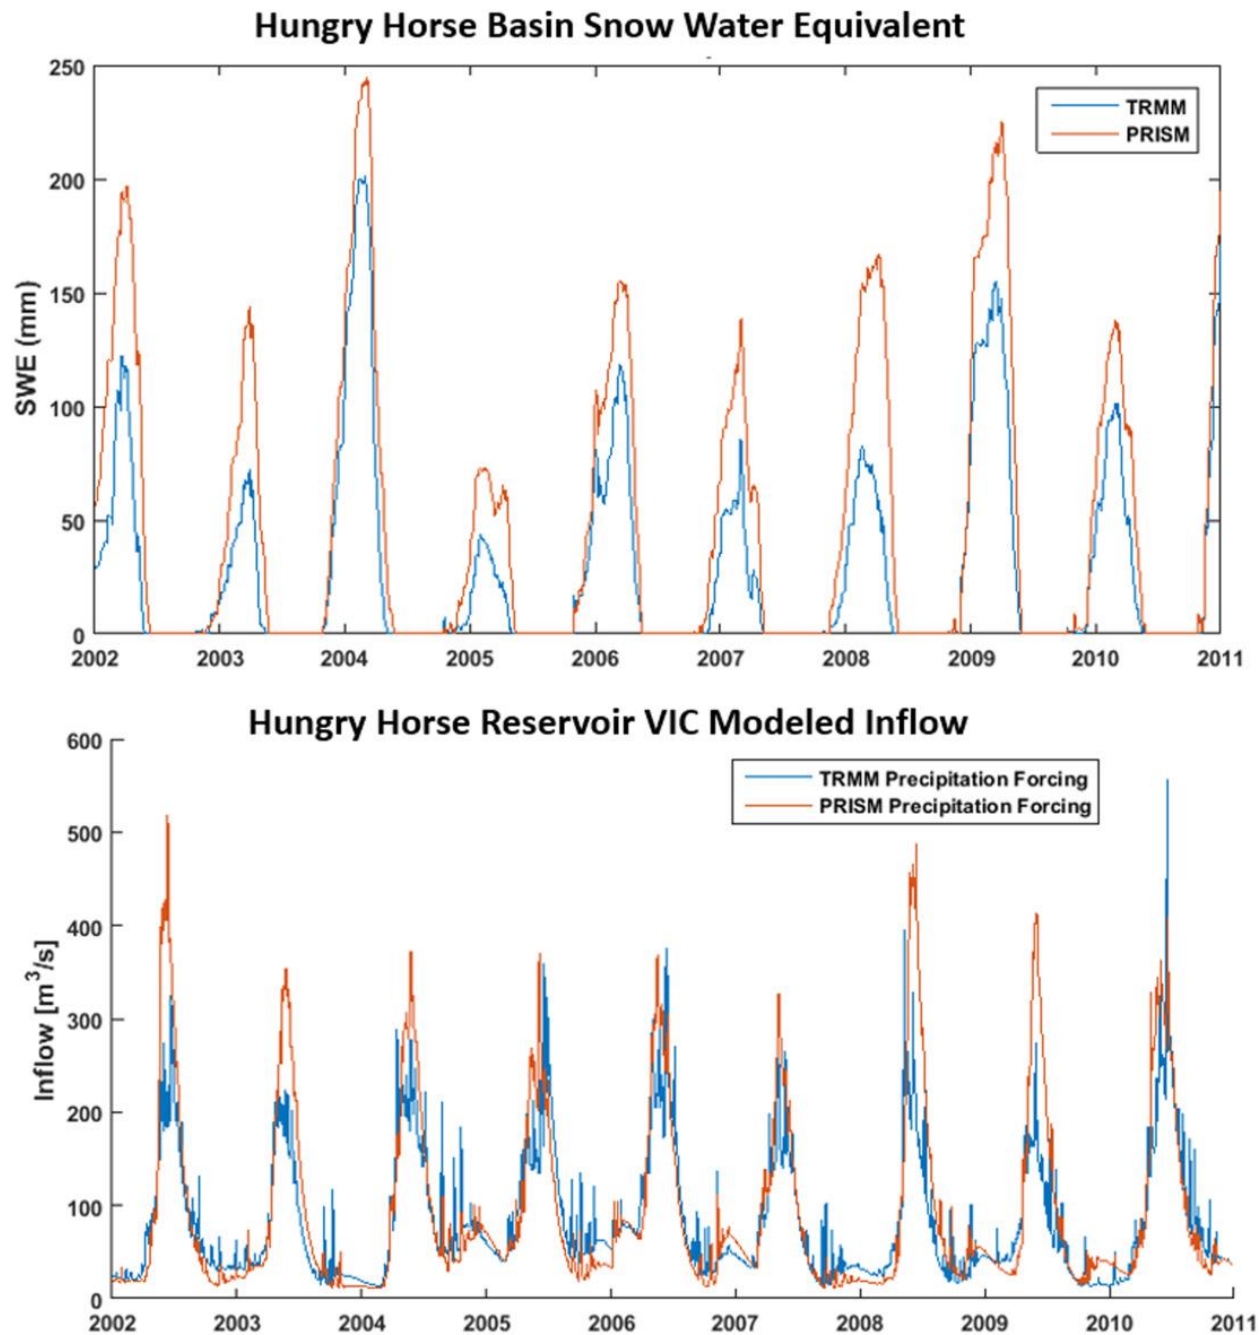 Hungry Horse Basin Snow Water Equivalent
250
200
150
100
50
0
SWE (mm)
TRMM
PRISM
2002 2003 2004 2005 2006 2007 2008 2009 2010 2011
Hungry Horse Reservoir VIC Modeled Inflow
600
500
400
300
200
100
0
Inflow [m³/s]
TRMM Precipitation Forcing
PRISM Precipitation Forcing
2002 2003 2004 2005 2006 2007 2008 2009 2010 2011